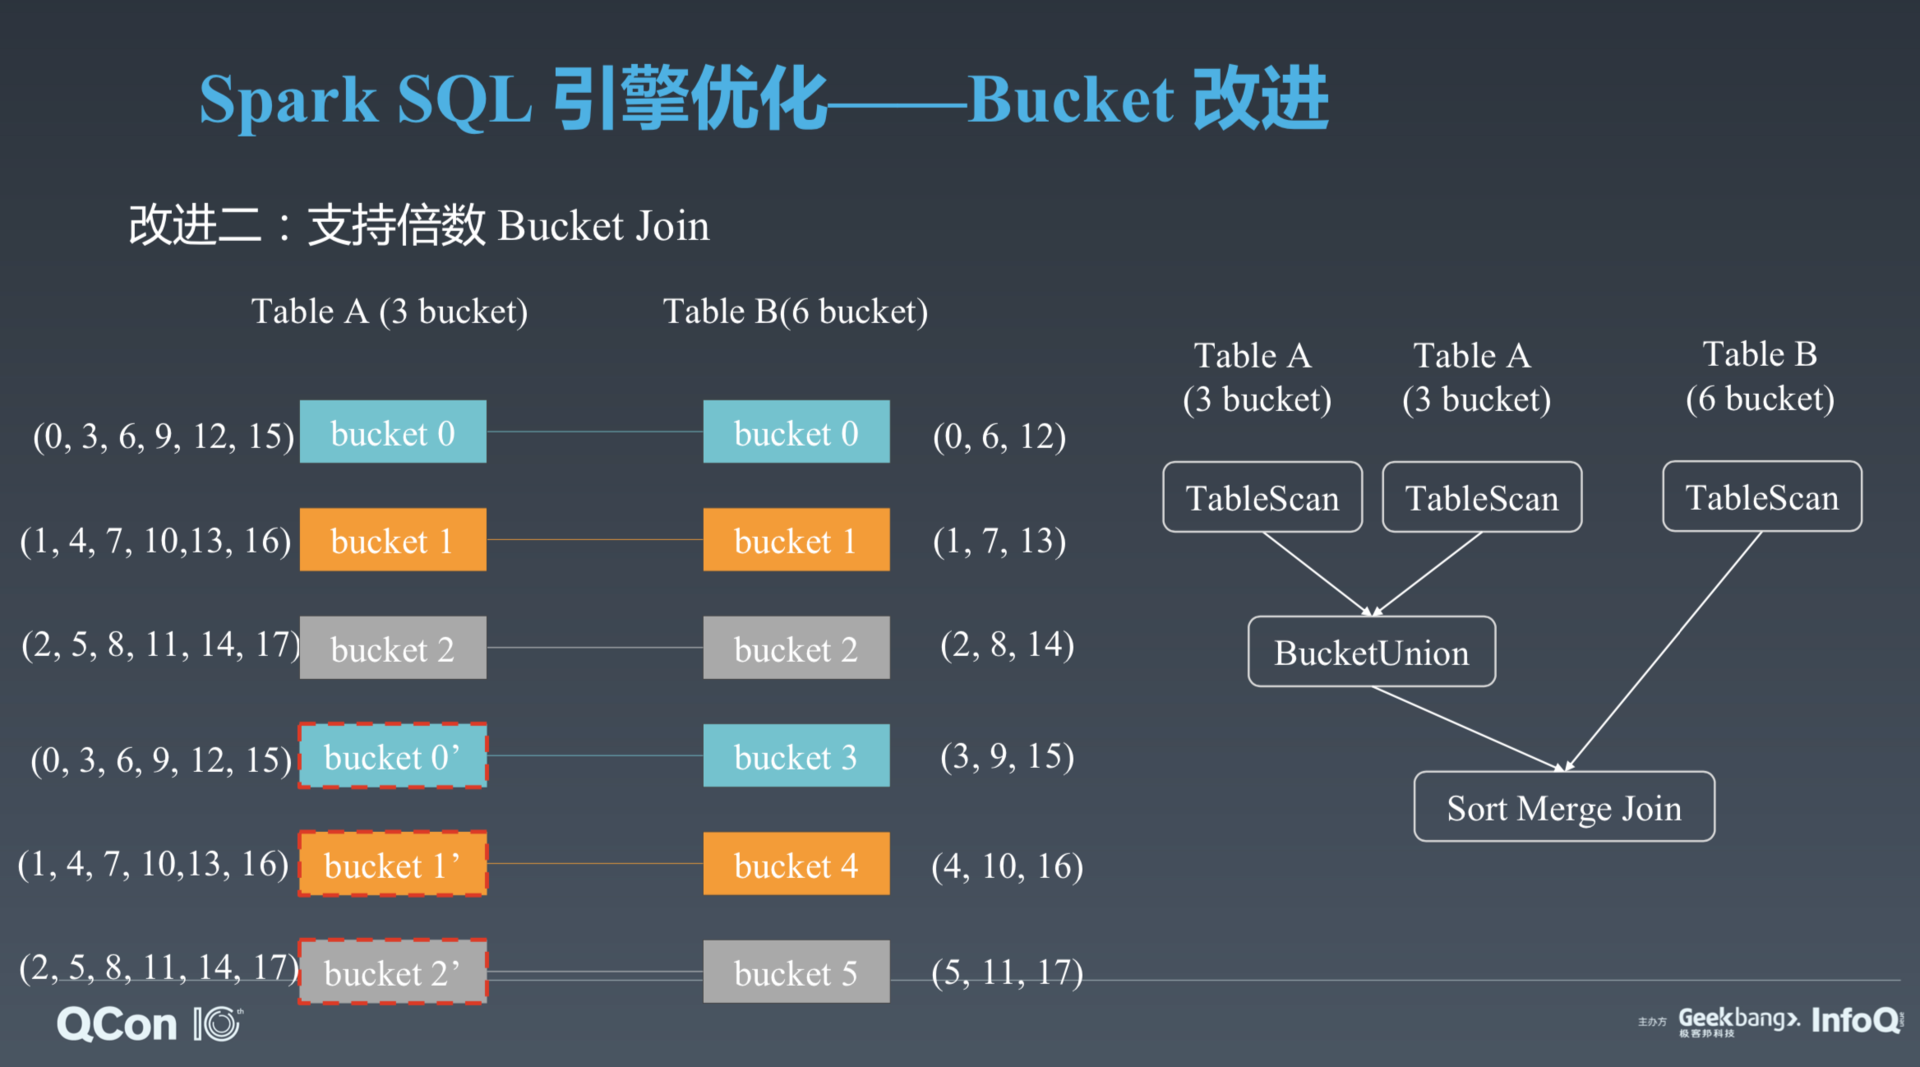 Spark SQL 引擎优化——Bucket 改进
改进二：支持倍数 Bucket Join
Table A (3 bucket)
Table B(6 bucket)
(0, 3, 6, 9, 12, 15)
bucket 0
bucket 0
(0, 6, 12)
(1, 4, 7, 10,13, 16)
bucket 1
bucket 1
(1, 7, 13)
(2, 5, 8, 11, 14, 17)
bucket 2
bucket 2
(2, 8, 14)
(0, 3, 6, 9, 12, 15)
bucket 0’
bucket 3
(3, 9, 15)
(1, 4, 7, 10,13, 16)
bucket 1’
bucket 4
(4, 10, 16)
(2, 5, 8, 11, 14, 17)
bucket 2’
bucket 5
(5, 11, 17)
Table A
(3 bucket)
Table A
(3 bucket)
Table B
(6 bucket)
TableScan
TableScan
TableScan
BucketUnion
Sort Merge Join
QCon 10th
主办方
Geekbang>.
极客邦科技
InfoQ